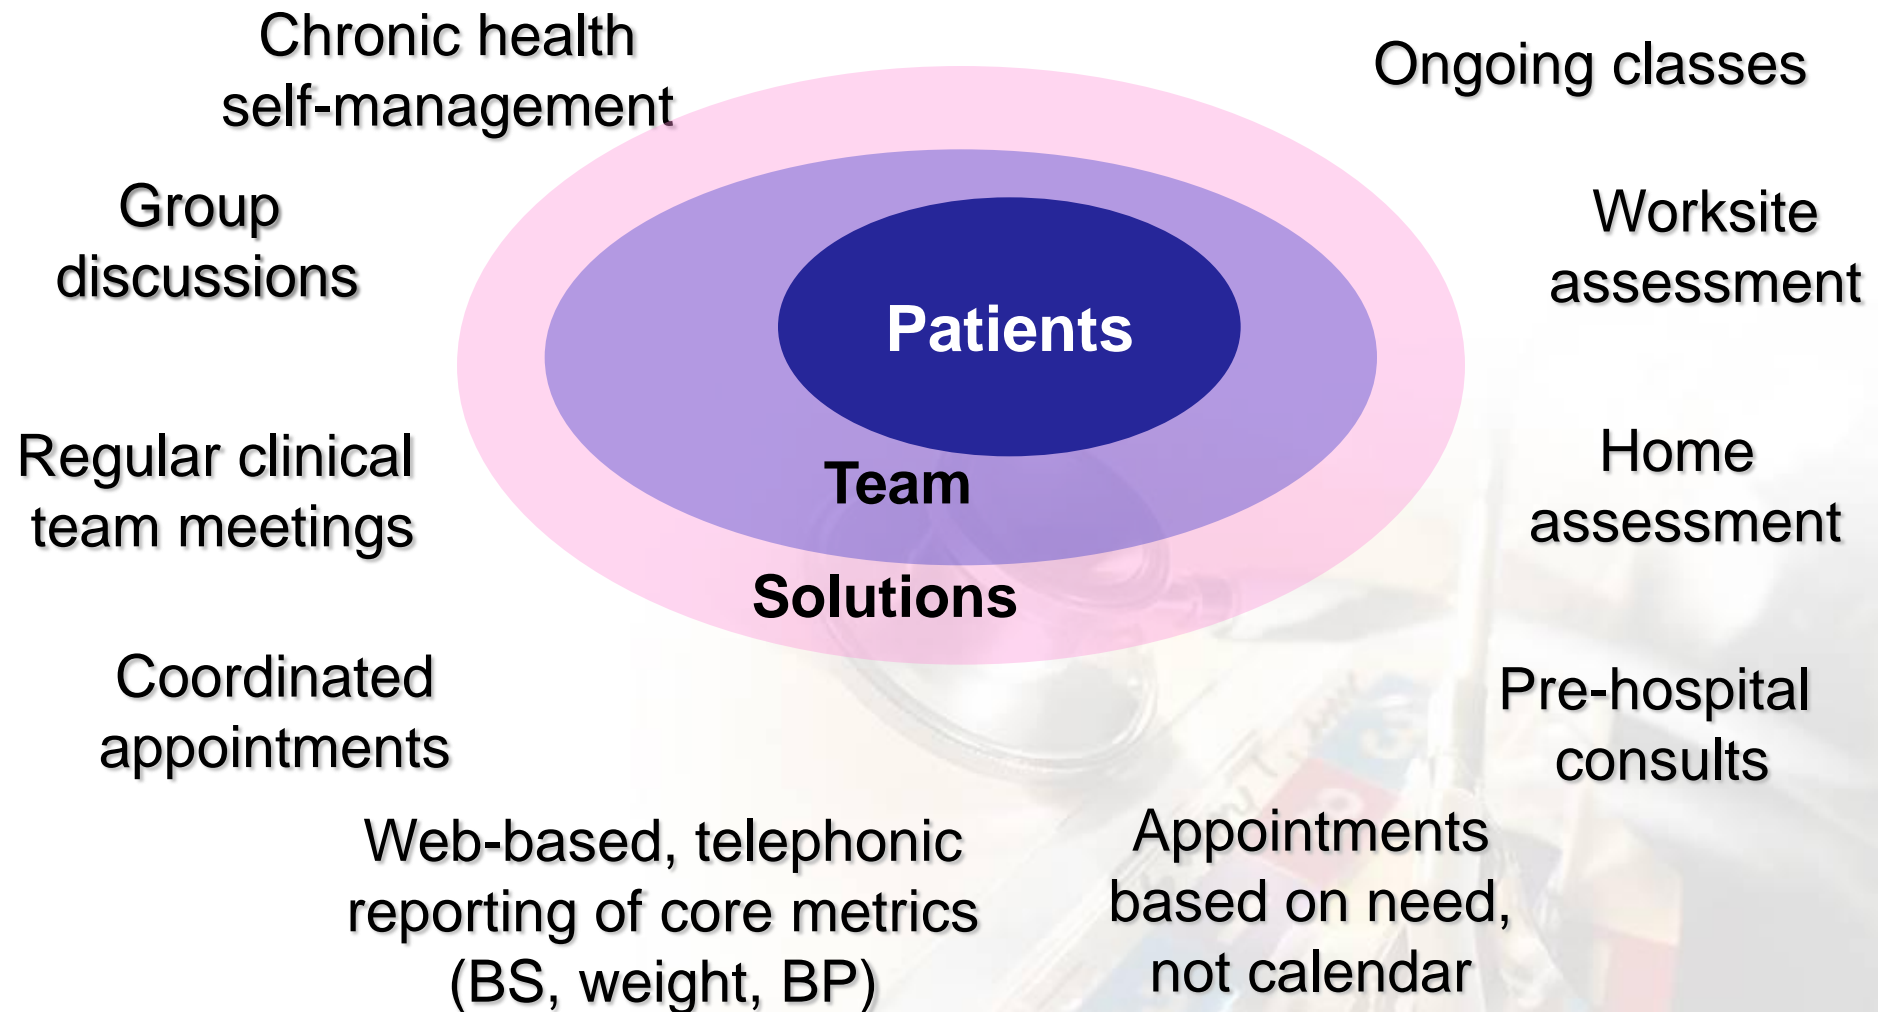 Chronic health
self-management
Ongoing classes
Group
discussions
Worksite
assessment
Patients
Regular clinical
team meetings
Home
assessment
Team
Solutions
Coordinated
appointments
Pre-hospital
consults
Web-based, telephonic
reporting of core metrics
(BS, weight, BP)
Appointments
based on need,
not calendar